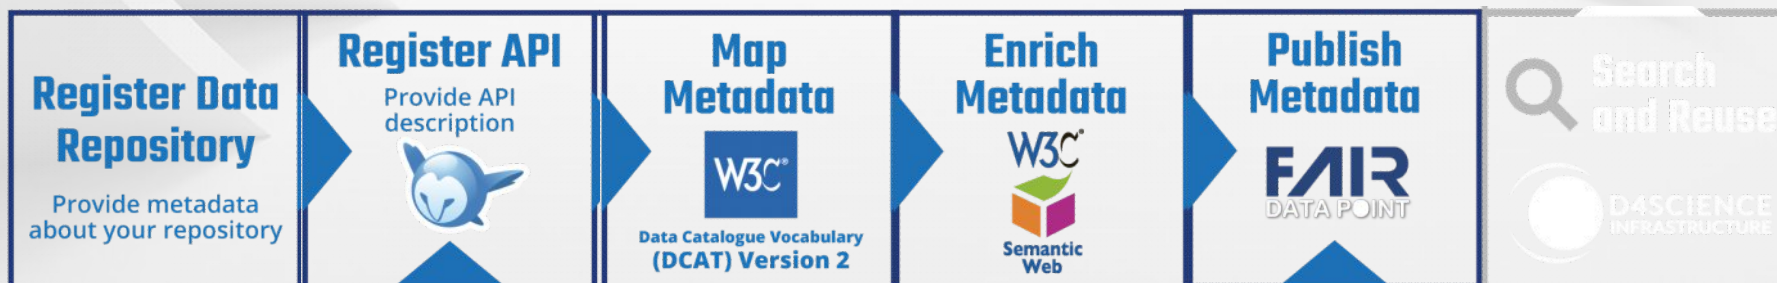 Register Data
Repository
Provide metadata
about your repository
Register API
Provide API
description
Map
Metadata
W3C®
Data Catalogue Vocabulary
(DCAT) Version 2
Enrich
Metadata
W3C®
Semantic
Web
Publish
Metadata
FAIR
DATA POINT
Search
and Reuse
D4SCIENCE
INFRASTRUCTURE